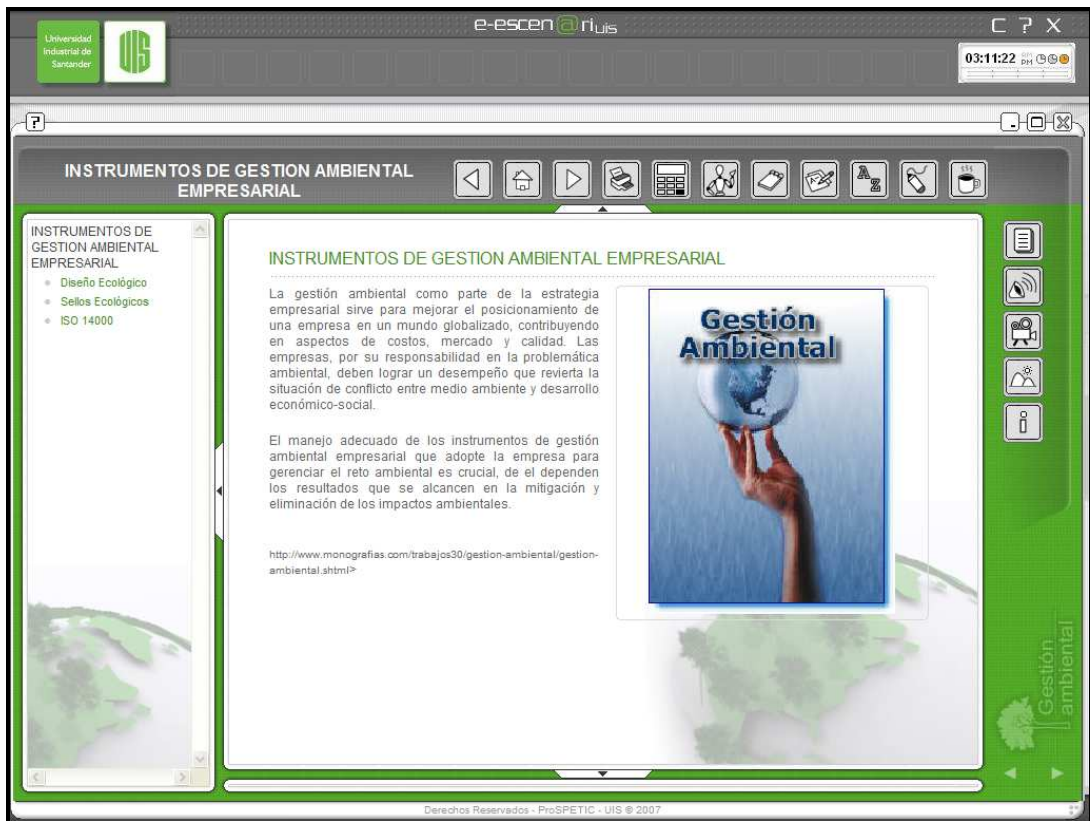 e-escen@ri uis
C ? X
Universidad
Industrial de
Santander
UIS
03:11:22 AM
PM
?
INSTRUMENTOS DE GESTION AMBIENTAL
EMPRESARIAL
A
Z
INSTRUMENTOS DE
GESTION AMBIENTAL
EMPRESARIAL
Diseño Ecológico
Sellos Ecológicos
ISO 14000
INSTRUMENTOS DE GESTION AMBIENTAL EMPRESARIAL
La gestión ambiental como parte de la estrategia
empresarial sirve para mejorar el posicionamiento de
una empresa en un mundo globalizado, contribuyendo
en aspectos de costos, mercado y calidad. Las
empresas, por su responsabilidad en la problemática
ambiental, deben lograr un desempeño que revierta la
situación de conflicto entre medio ambiente y desarrollo
económico-social.
El manejo adecuado de los instrumentos de gestión
ambiental empresarial que adopte la empresa para
gerenciar el reto ambiental es crucial, de el dependen
los resultados que se alcancen en la mitigación y
eliminación de los impactos ambientales.
http://www.monografias.com/trabajos30/gestion-ambiental/gestion-
ambiental.shtml>
Gestión
Ambiental
i
Gestión
ambiental
Derechos Reservados - ProSPETIC - UIS © 2007